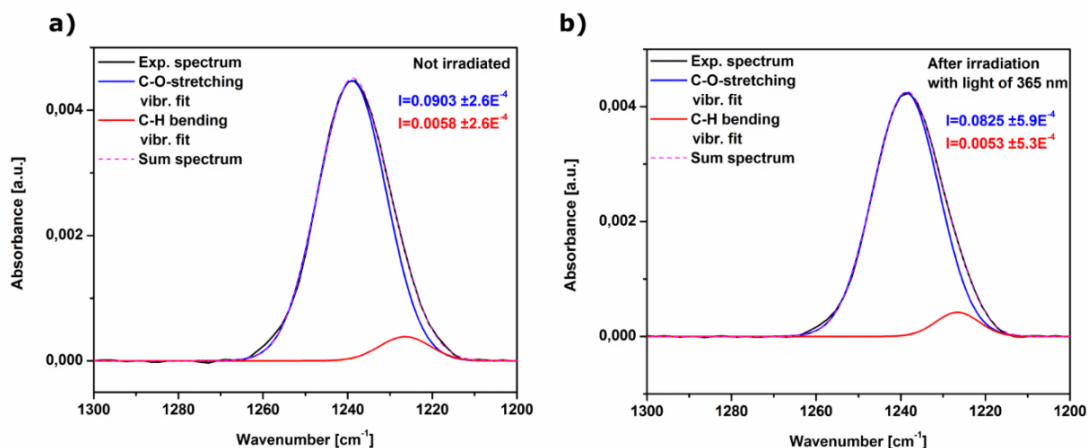 a)
Exp. spectrum
C-O-stretching
vibr. fit
C-H bending
vibr. fit
Sum spectrum
Not irradiated
I=0.0903 ±2.6E⁻⁴
I=0.0058 ±2.6E⁻⁴
Absorbance [a.u.]
0,004
0,002
0,000
1300 1280 1260 1240 1220 1200
Wavenumber [cm⁻¹]
b)
Exp. spectrum
C-O-stretching
vibr. fit
C-H bending
vibr. fit
Sum spectrum
After irradiation
with light of 365 nm
I=0.0825 ±5.9E⁻⁴
I=0.0053 ±5.3E⁻⁴
Absorbance [a.u.]
0,004
0,002
0,000
1300 1280 1260 1240 1220 1200
Wavenumber [cm⁻¹]